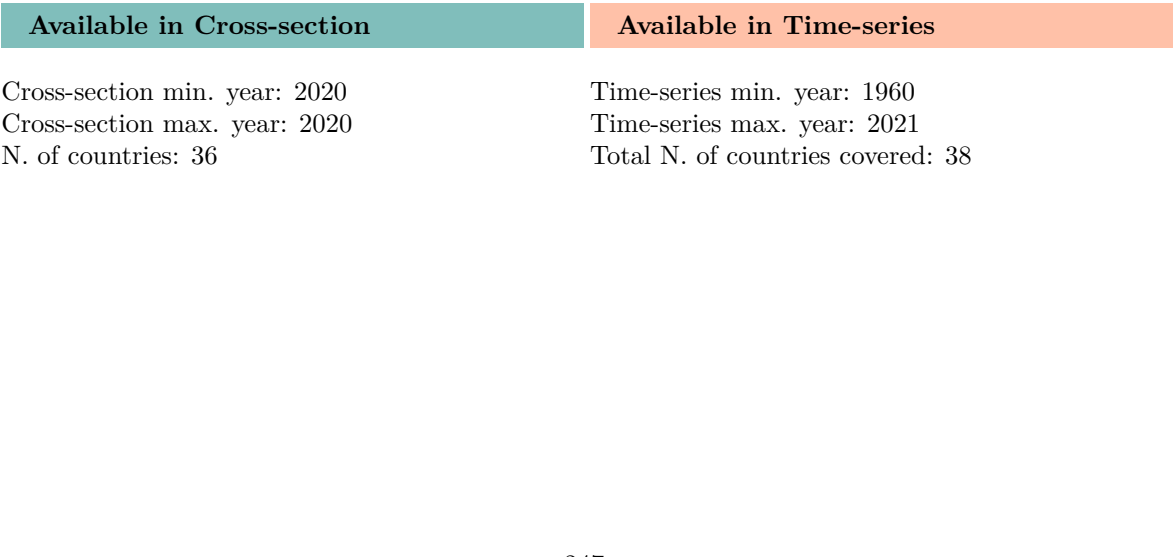 Available in Cross-section
Available in Time-series
Cross-section min. year: 2020
Cross-section max. year: 2020
N. of countries: 36
Time-series min. year: 1960
Time-series max. year: 2021
Total N. of countries covered: 38